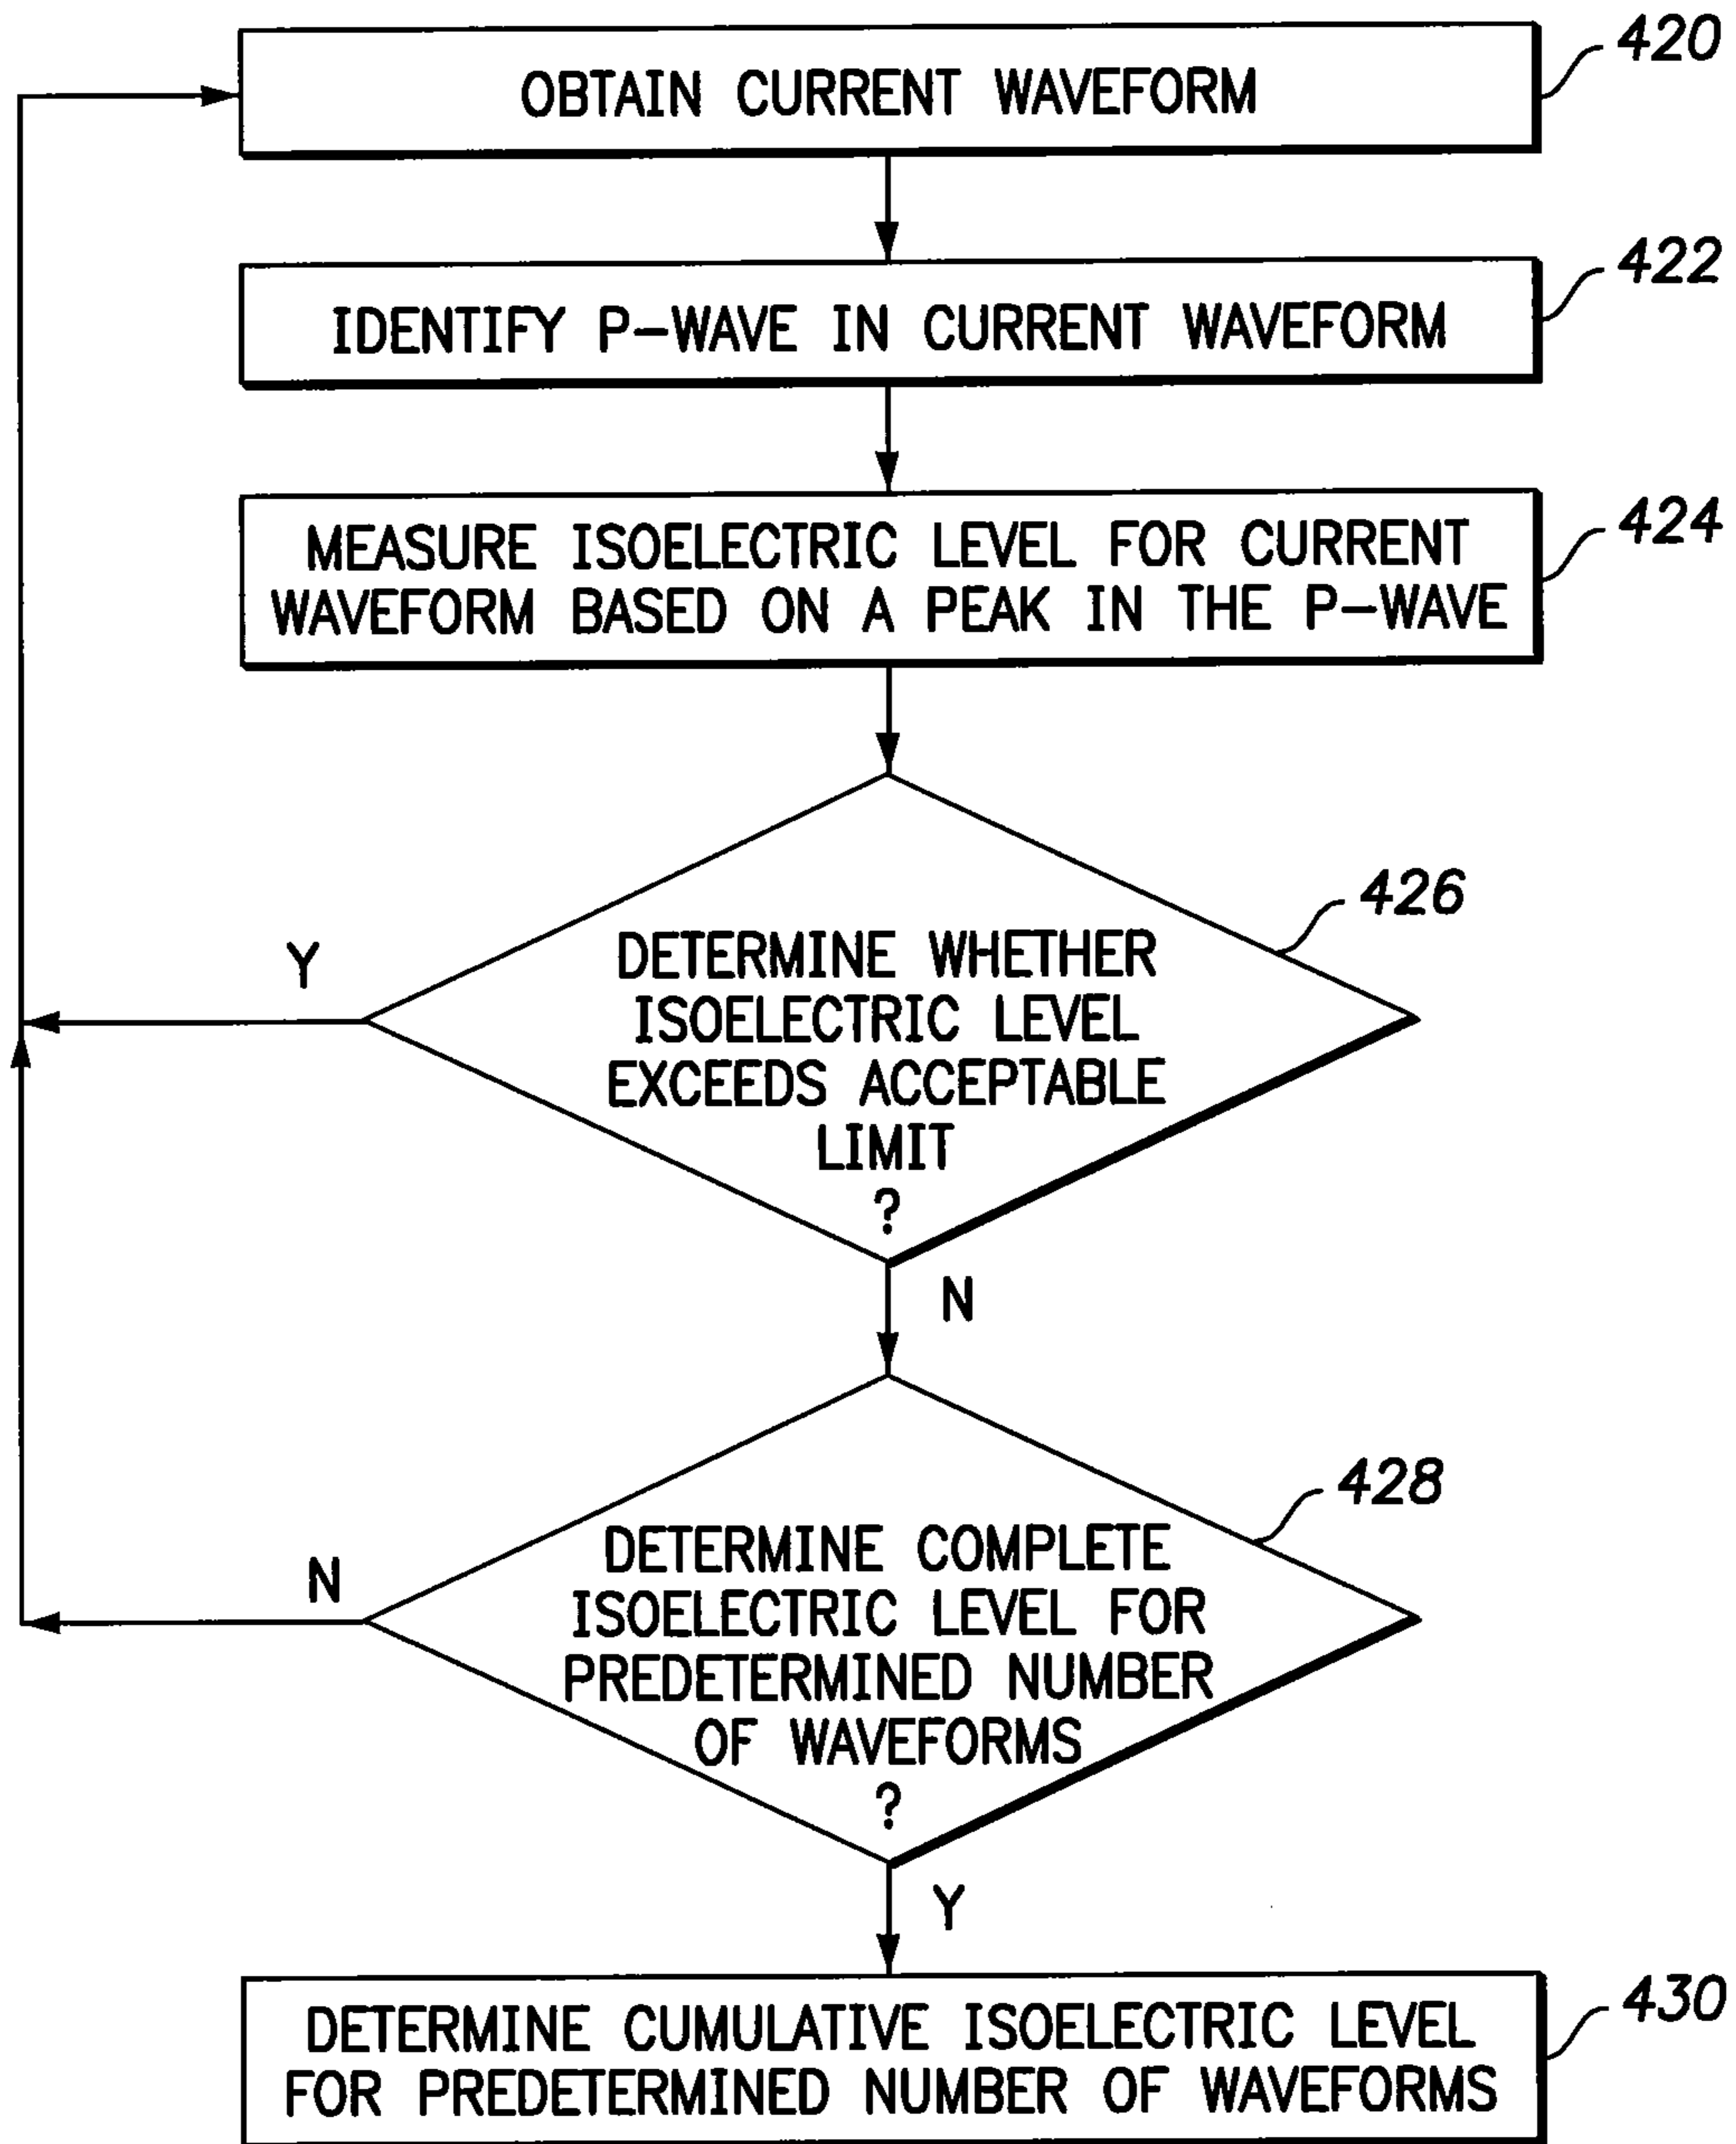 420
OBTAIN CURRENT WAVEFORM
422
IDENTIFY P-WAVE IN CURRENT WAVEFORM
424
MEASURE ISOELECTRIC LEVEL FOR CURRENT
WAVEFORM BASED ON A PEAK IN THE P-WAVE
426
Y
DETERMINE WHETHER
ISOELECTRIC LEVEL
EXCEEDS ACCEPTABLE
LIMIT
?
N
428
N
DETERMINE COMPLETE
ISOELECTRIC LEVEL FOR
PREDETERMINED NUMBER
OF WAVEFORMS
?
Y
430
DETERMINE CUMULATIVE ISOELECTRIC LEVEL
FOR PREDETERMINED NUMBER OF WAVEFORMS